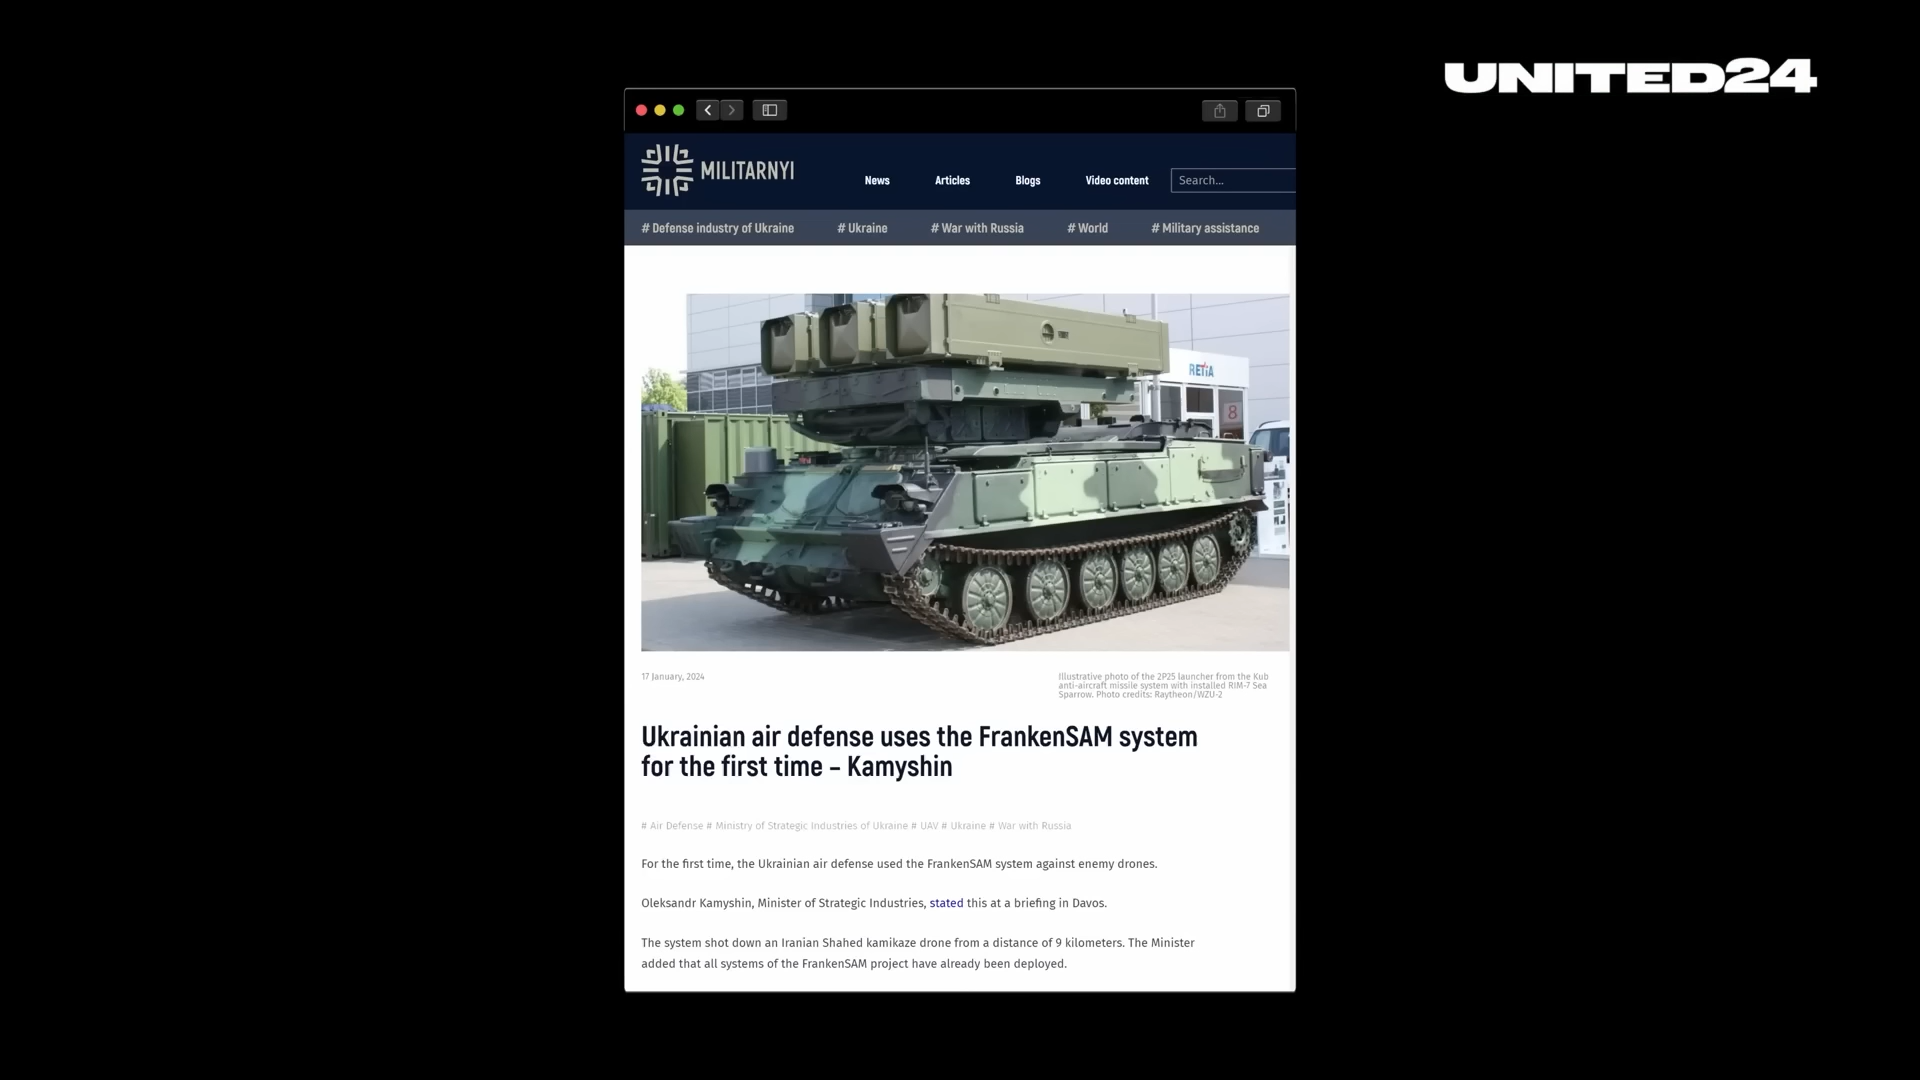 UNITED24
MILITARNYI
News
Articles
Blogs
Video content
Search...
# Defense industry of Ukraine
# Ukraine
# War with Russia
# World
# Military assistance
RETIA
8
17 January, 2024
Illustrative photo of the 2P25 launcher from the Kub
anti-aircraft missile system with installed RIM-7 Sea
Sparrow. Photo credits: Raytheon/WZU-2
Ukrainian air defense uses the FrankenSAM system
for the first time – Kamyshin
# Air Defense # Ministry of Strategic Industries of Ukraine # UAV # Ukraine # War with Russia
For the first time, the Ukrainian air defense used the FrankenSAM system against enemy drones.
Oleksandr Kamyshin, Minister of Strategic Industries, stated this at a briefing in Davos.
The system shot down an Iranian Shahed kamikaze drone from a distance of 9 kilometers. The Minister
added that all systems of the FrankenSAM project have already been deployed.